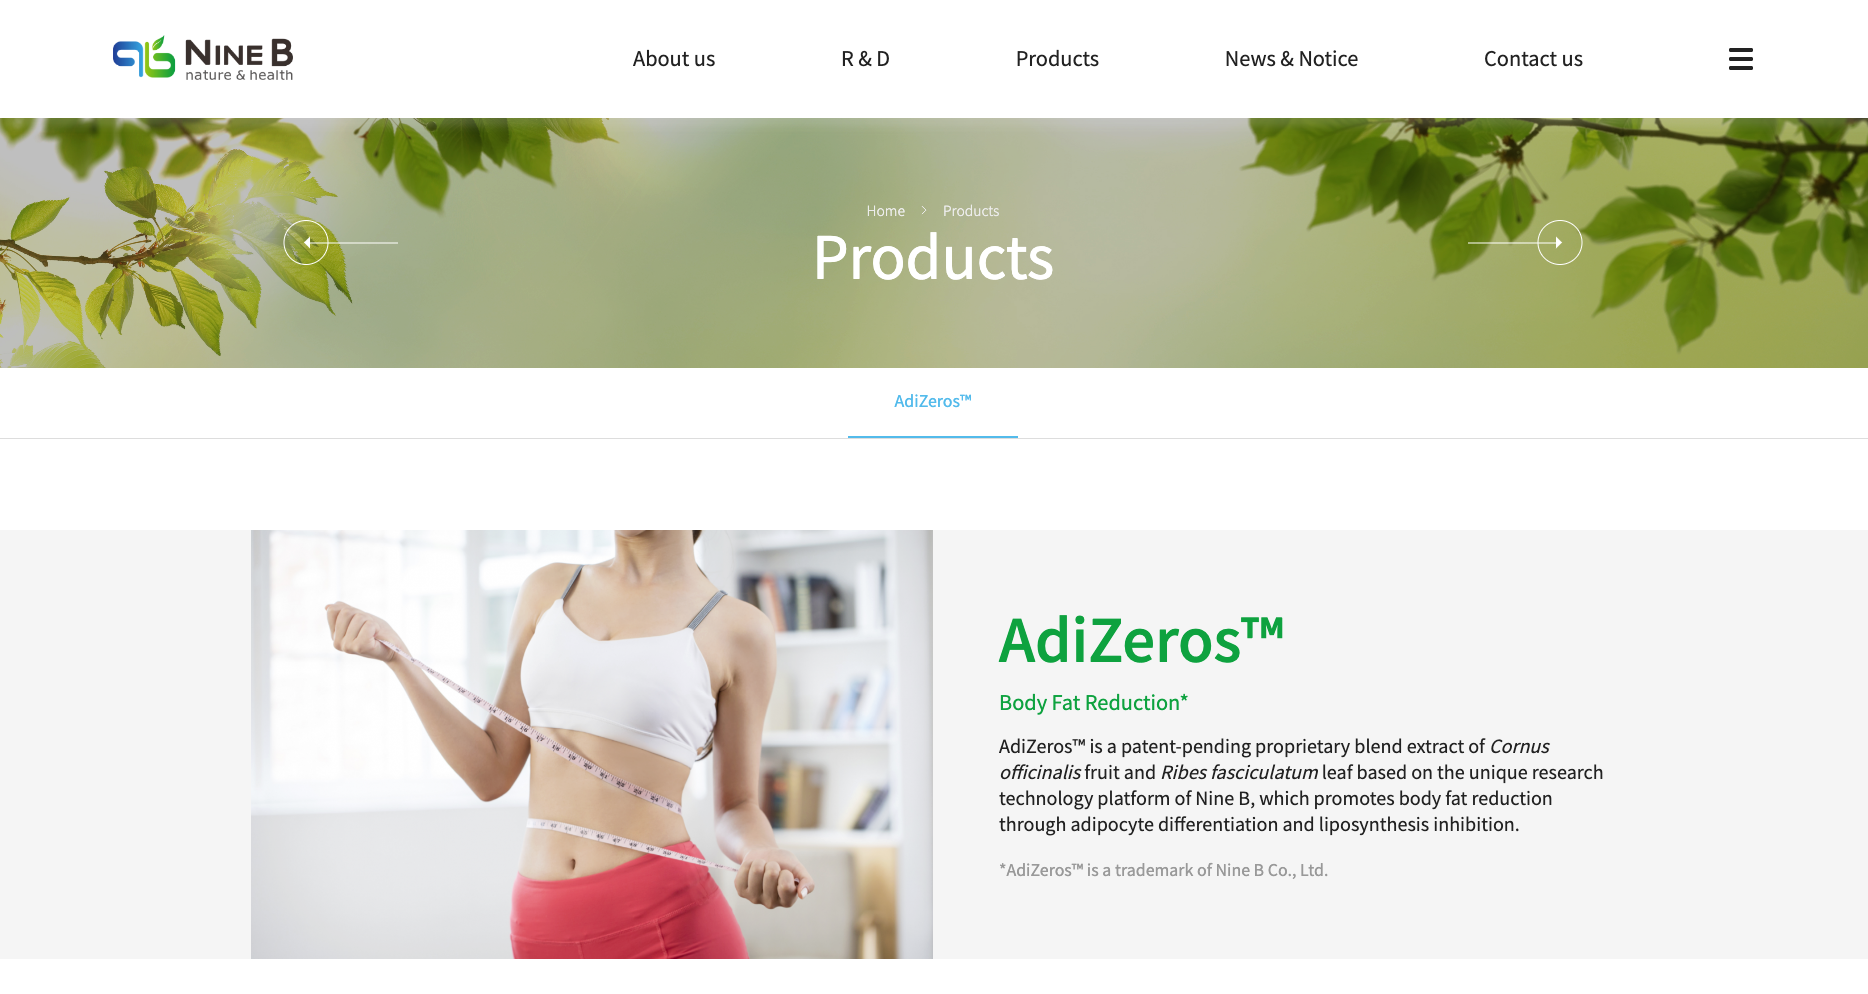 NINE B
nature & health
About us
R & D
Products
News & Notice
Contact us
Home > Products
Products
AdiZeros™
AdiZeros™
Body Fat Reduction*
AdiZeros™ is a patent-pending proprietary blend extract of Cornus
officinalis fruit and Ribes fasciculatum leaf based on the unique research
technology platform of Nine B, which promotes body fat reduction
through adipocyte differentiation and liposynthesis inhibition.
*AdiZeros™ is a trademark of Nine B Co., Ltd.